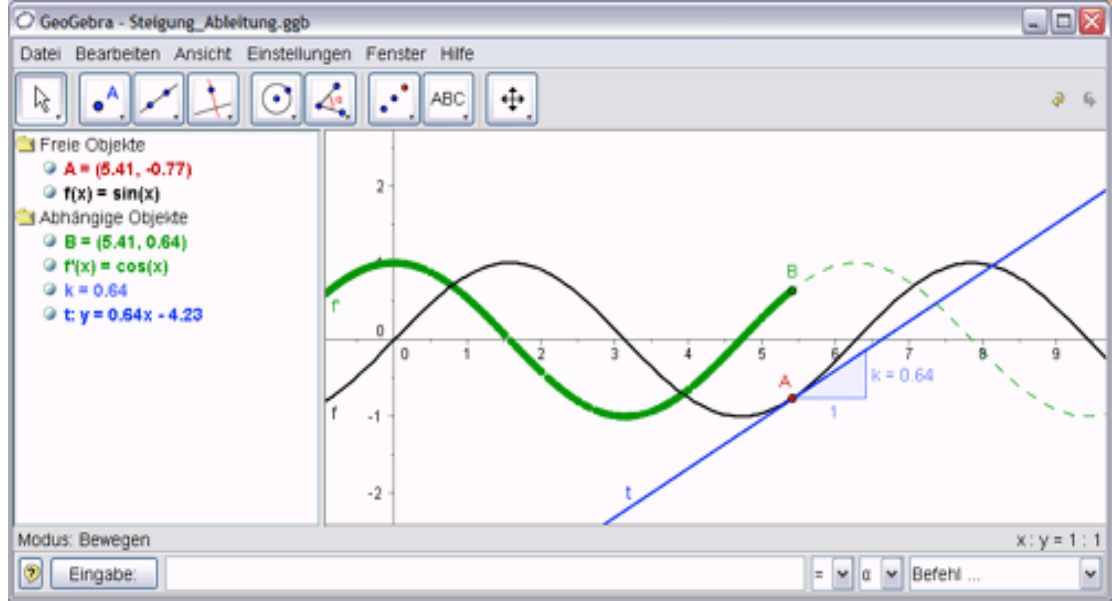 GeoGebra - Steigung_Ableitung.ggb
Datei Bearbeiten Ansicht Einstellungen Fenster Hilfe
A ABC
Freie Objekte
A = (5.41, -0.77)
f(x) = sin(x)
Abhängige Objekte
B = (5.41, 0.64)
f'(x) = cos(x)
k = 0.64
t: y = 0.64x - 4.23
2
1
B
f'
0
0 1 2 3 4 5 6 7 8 9
A
k = 0.64
f
-1
1
-2
t
Modus: Bewegen
x : y = 1 : 1
Eingabe:
= α Befehl ...